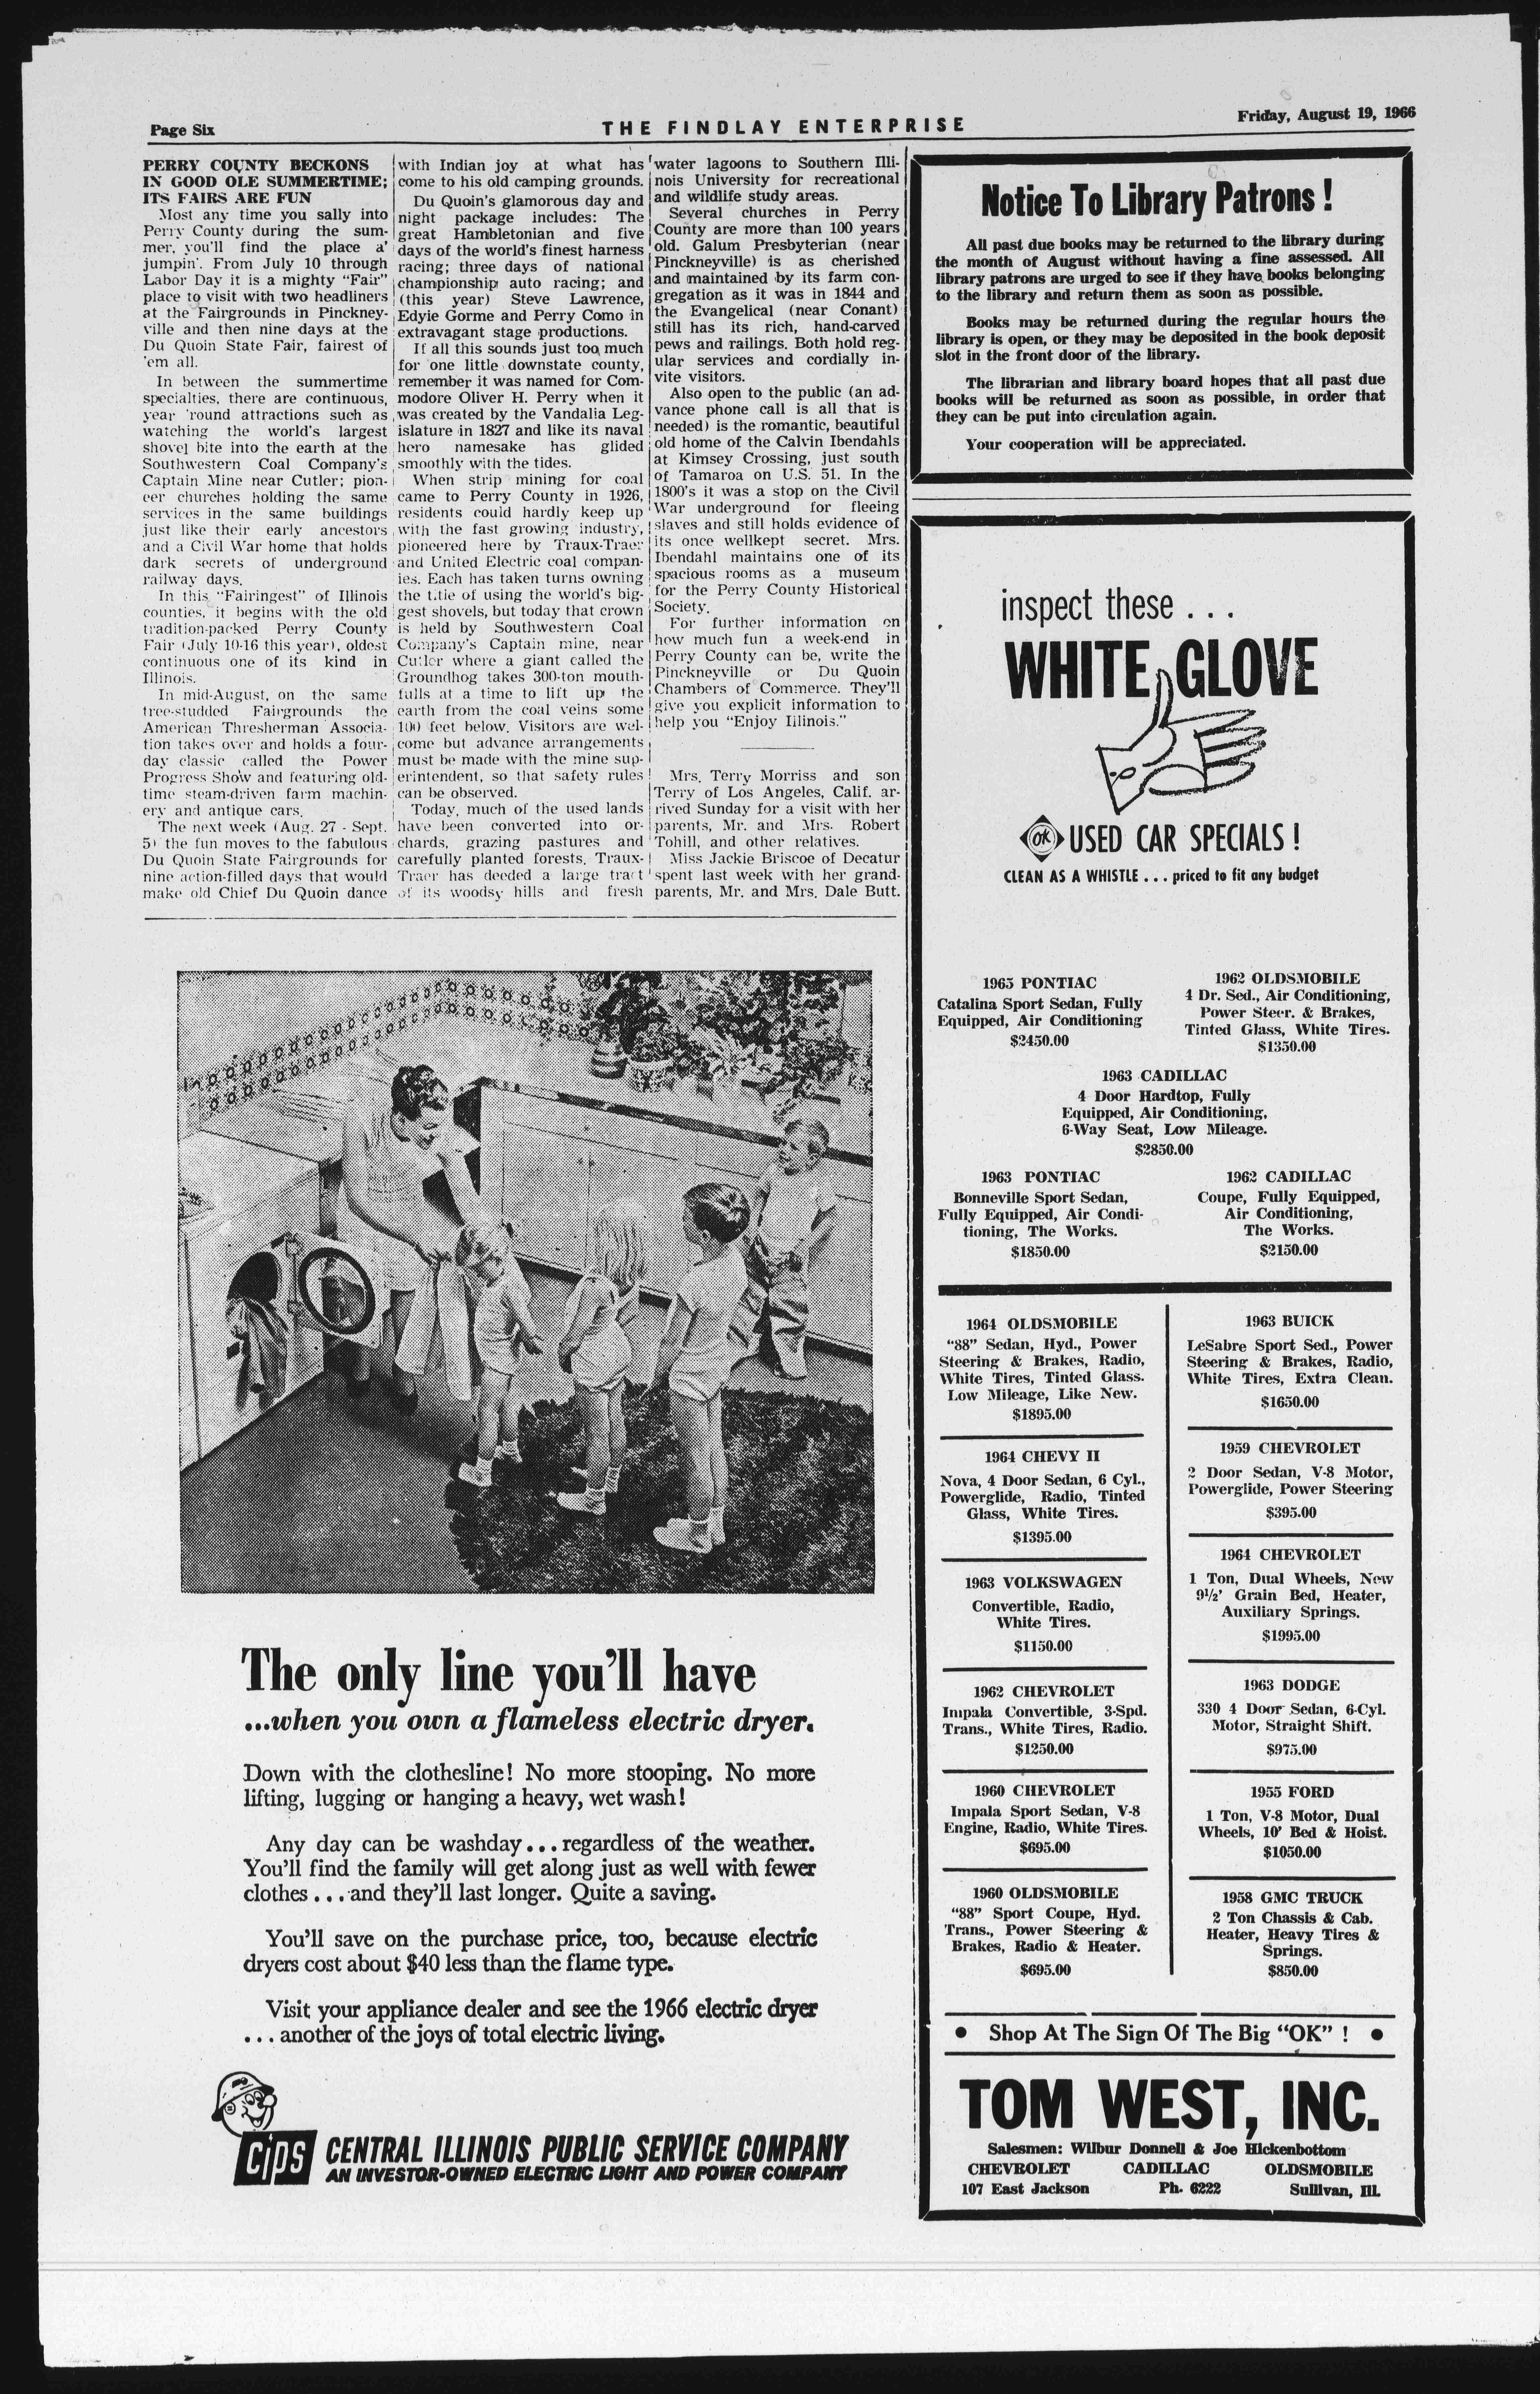 Page Six
THE FINDLAY ENTERPRISE
Friday, August 19, 1966
PERRY COUNTY BECKONS
IN GOOD OLE SUMMERTIME;
ITS FAIRS ARE FUN
Most any time you sally into
Perry County during the sum-
mer, you'll find the place a'
jumpin'. From July 10 through
Labor Day it is a mighty "Fair"
place to visit with two headliners
at the Fairgrounds in Pinckney-
ville and then nine days at the
Du Quoin State Fair, fairest of
'em all.
In between the summertime
specialties, there are continuous,
year 'round attractions such as
watching the world's largest
shovel bite into the earth at the
Southwestern Coal Company's
Captain Mine near Cutler; pion-
eer churches holding the same
services in the same buildings
just like their early ancestors
and a Civil War home that holds
dark secrets of underground
railway days.
In this "Fairingest" of Illinois
counties, it begins with the old
tradition-packed Perry County
Fair (July 10-16 this year), oldest
continuous one of its kind in
Illinois.
In mid-August, on the same
tree-studded Fairgrounds the
American Thresherman Associa-
tion takes over and holds a four-
day classic called the Power
Progress Show and featuring old-
time steam-driven farm machin-
ery and antique cars.
The next week (Aug. 27 - Sept.
5) the fun moves to the fabulous
Du Quoin State Fairgrounds for
nine action-filled days that would
make old Chief Du Quoin dance
with Indian joy at what has
come to his old camping grounds.
Du Quoin's glamorous day and
night package includes: The
great Hambletonian and five
days of the world's finest harness
racing; three days of national
championship auto racing; and
(this year) Steve Lawrence,
Edyie Gorme and Perry Como in
extravagant stage productions.
If all this sounds just too much
for one little downstate county,
remember it was named for Com-
modore Oliver H. Perry when it
was created by the Vandalia Leg-
islature in 1827 and like its naval
hero namesake has glided
smoothly with the tides.
When strip mining for coal
came to Perry County in 1926,
residents could hardly keep up
with the fast growing industry,
pioneered here by Traux-Traer
and United Electric coal compan-
ies. Each has taken turns owning
the title of using the world's big-
gest shovels, but today that crown
is held by Southwestern Coal
Company's Captain mine, near
Cutler where a giant called the
Groundhog takes 300-ton mouth-
fulls at a time to lift up the
earth from the coal veins some
100 feet below. Visitors are wel-
come but advance arrangements
must be made with the mine sup-
erintendent, so that safety rules
can be observed.
Today, much of the used lands
have been converted into or-
chards, grazing pastures and
carefully planted forests. Traux-
Traer has deeded a large tract
of its woodsy hills and fresh
water lagoons to Southern Illi-
nois University for recreational
and wildlife study areas.
Several churches in Perry
County are more than 100 years
old. Galum Presbyterian (near
Pinckneyville) is as cherished
and maintained by its farm con-
gregation as it was in 1844 and
the Evangelical (near Conant)
still has its rich, hand-carved
pews and railings. Both hold reg-
ular services and cordially in-
vite visitors.
Also open to the public (an ad-
vance phone call is all that is
needed) is the romantic, beautiful
old home of the Calvin Ibendahls
at Kimsey Crossing, just south
of Tamaroa on U.S. 51. In the
1800's it was a stop on the Civil
War underground for fleeing
slaves and still holds evidence of
its once wellkept secret. Mrs.
Ibendahl maintains one of its
spacious rooms as a museum
for the Perry County Historical
Society.
For further information on
how much fun a week-end in
Perry County can be, write the
Pinckneyville or Du Quoin
Chambers of Commerce. They'll
give you explicit information to
help you "Enjoy Illinois."
Mrs. Terry Morriss and son
Terry of Los Angeles, Calif. ar-
rived Sunday for a visit with her
parents, Mr. and Mrs. Robert
Tohill, and other relatives.
Miss Jackie Briscoe of Decatur
spent last week with her grand-
parents, Mr. and Mrs. Dale Butt.
The only line you'll have
...when you own a flameless electric dryer.
Down with the clothesline! No more stooping. No more
lifting, lugging or hanging a heavy, wet wash!
Any day can be washday... regardless of the weather.
You'll find the family will get along just as well with fewer
clothes... and they'll last longer. Quite a saving.
You'll save on the purchase price, too, because electric
dryers cost about $40 less than the flame type.
Visit your appliance dealer and see the 1966 electric dryer
... another of the joys of total electric living.
CIPS
CENTRAL ILLINOIS PUBLIC SERVICE COMPANY
AN INVESTOR-OWNED ELECTRIC LIGHT AND POWER COMPANY
Notice To Library Patrons!
All past due books may be returned to the library during
the month of August without having a fine assessed. All
library patrons are urged to see if they have books belonging
to the library and return them as soon as possible.
Books may be returned during the regular hours the
library is open, or they may be deposited in the book deposit
slot in the front door of the library.
The librarian and library board hopes that all past due
books will be returned as soon as possible, in order that
they can be put into circulation again.
Your cooperation will be appreciated.
inspect these...
WHITE GLOVE
OK USED CAR SPECIALS!
CLEAN AS A WHISTLE... priced to fit any budget
1965 PONTIAC
Catalina Sport Sedan, Fully
Equipped, Air Conditioning
$2450.00
1962 OLDSMOBILE
4 Dr. Sed., Air Conditioning,
Power Steer. & Brakes,
Tinted Glass, White Tires.
$1350.00
1963 CADILLAC
4 Door Hardtop, Fully
Equipped, Air Conditioning,
6-Way Seat, Low Mileage.
$2850.00
1963 PONTIAC
Bonneville Sport Sedan,
Fully Equipped, Air Condi-
tioning, The Works.
$1850.00
1962 CADILLAC
Coupe, Fully Equipped,
Air Conditioning,
The Works.
$2150.00
1964 OLDSMOBILE
"88" Sedan, Hyd., Power
Steering & Brakes, Radio,
White Tires, Tinted Glass.
Low Mileage, Like New.
$1895.00
1964 CHEVY II
Nova, 4 Door Sedan, 6 Cyl.,
Powerglide, Radio, Tinted
Glass, White Tires.
$1395.00
1963 VOLKSWAGEN
Convertible, Radio,
White Tires.
$1150.00
1962 CHEVROLET
Impala Convertible, 3-Spd.
Trans., White Tires, Radio.
$1250.00
1960 CHEVROLET
Impala Sport Sedan, V-8
Engine, Radio, White Tires.
$695.00
1960 OLDSMOBILE
"88" Sport Coupe, Hyd.
Trans., Power Steering &
Brakes, Radio & Heater.
$695.00
1963 BUICK
LeSabre Sport Sed., Power
Steering & Brakes, Radio,
White Tires, Extra Clean.
$1650.00
1959 CHEVROLET
2 Door Sedan, V-8 Motor,
Powerglide, Power Steering
$395.00
1964 CHEVROLET
1 Ton, Dual Wheels, New
9½' Grain Bed, Heater,
Auxiliary Springs.
$1995.00
1963 DODGE
330 4 Door Sedan, 6-Cyl.
Motor, Straight Shift.
$975.00
1955 FORD
1 Ton, V-8 Motor, Dual
Wheels, 10' Bed & Hoist.
$1050.00
1958 GMC TRUCK
2 Ton Chassis & Cab.
Heater, Heavy Tires &
Springs.
$850.00
• Shop At The Sign Of The Big "OK"! •
TOM WEST, INC.
Salesmen: Wilbur Donnell & Joe Hickenbottom
CHEVROLET CADILLAC OLDSMOBILE
107 East Jackson Ph. 6222 Sullivan, Ill.